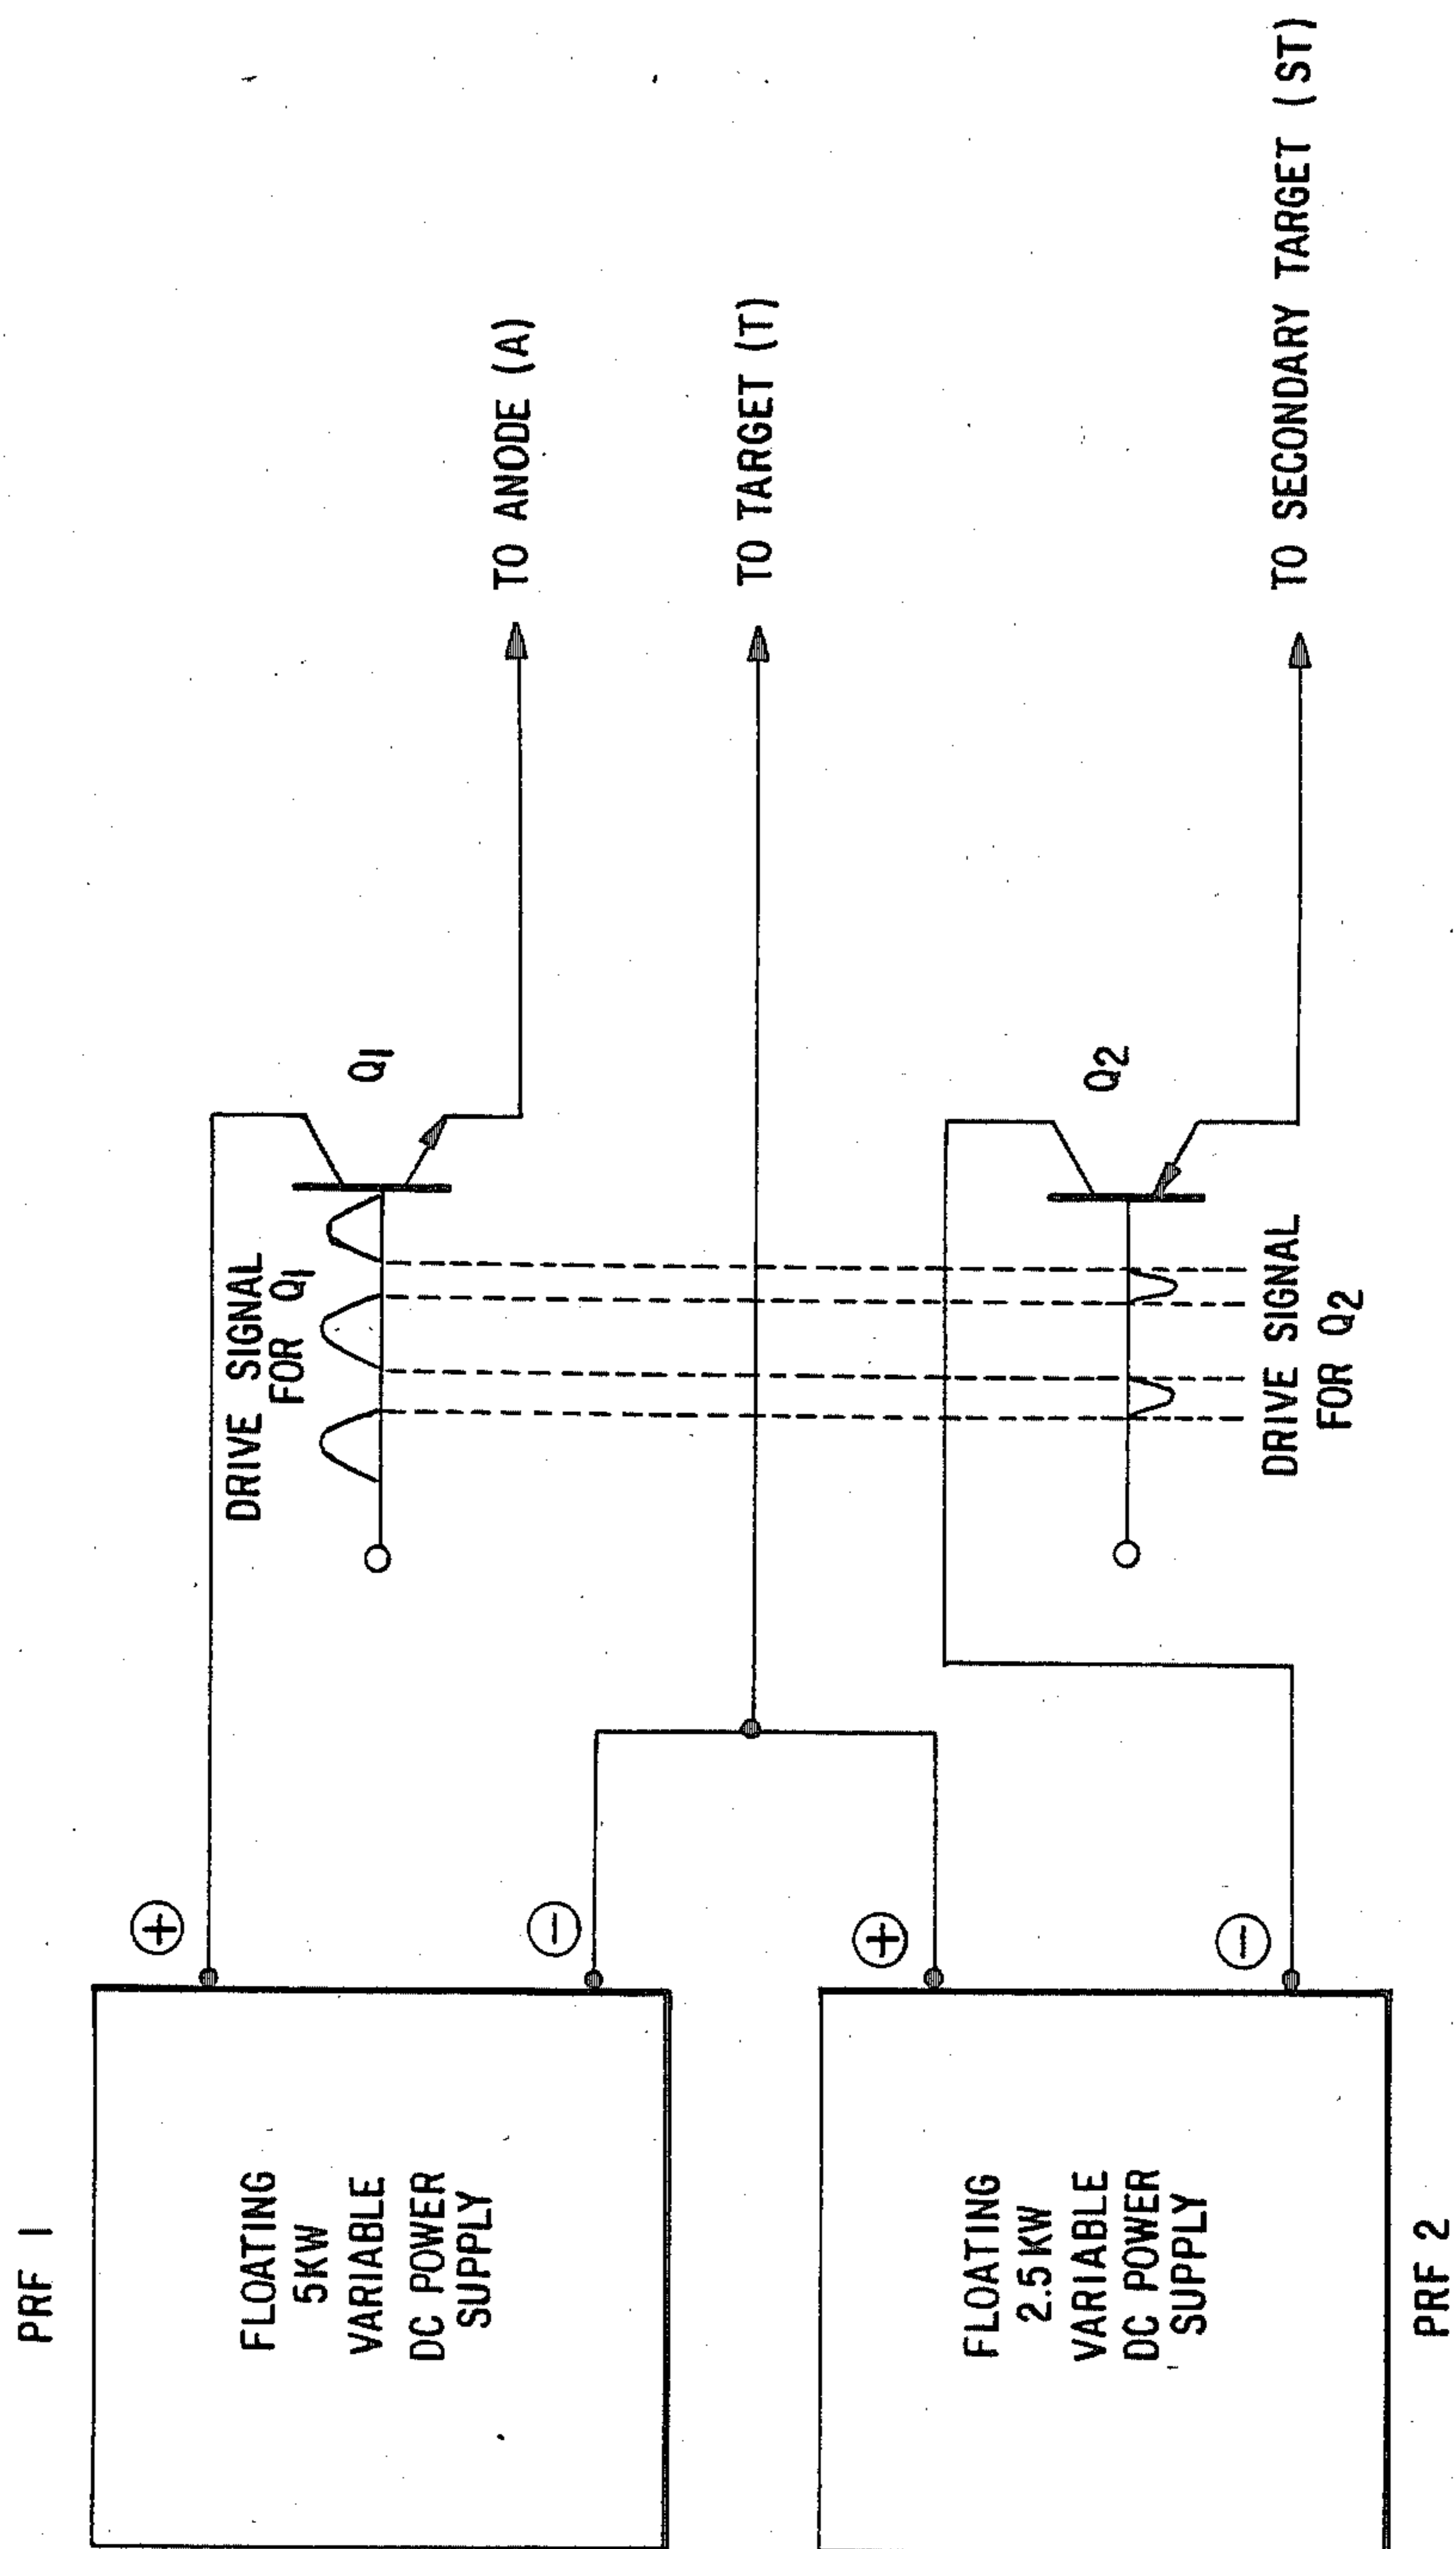 PRF 1
FLOATING
5KW
VARIABLE
DC POWER
SUPPLY
+
−
DRIVE SIGNAL
FOR Q1
Q1
TO ANODE (A)
TO TARGET (T)
FLOATING
2.5KW
VARIABLE
DC POWER
SUPPLY
+
−
PRF 2
Q2
DRIVE SIGNAL
FOR Q2
TO SECONDARY TARGET (ST)